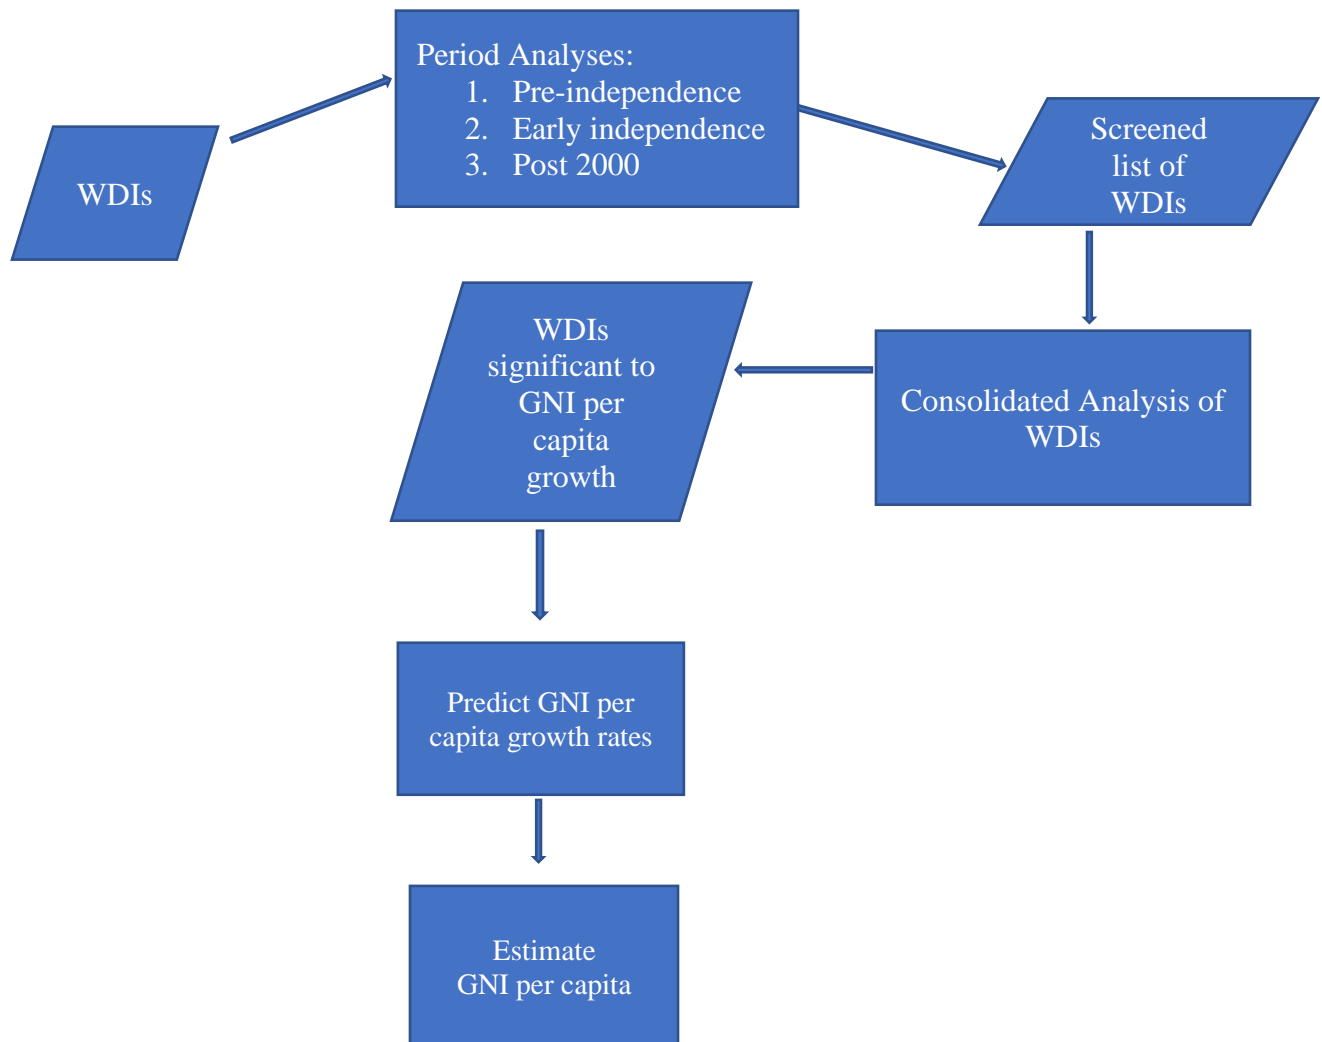 WDIs
Period Analyses:
1. Pre-independence
2. Early independence
3. Post 2000
Screened
list of
WDIs
Consolidated Analysis of
WDIs
WDIs
significant to
GNI per
capita
growth
Predict GNI per
capita growth rates
Estimate
GNI per capita